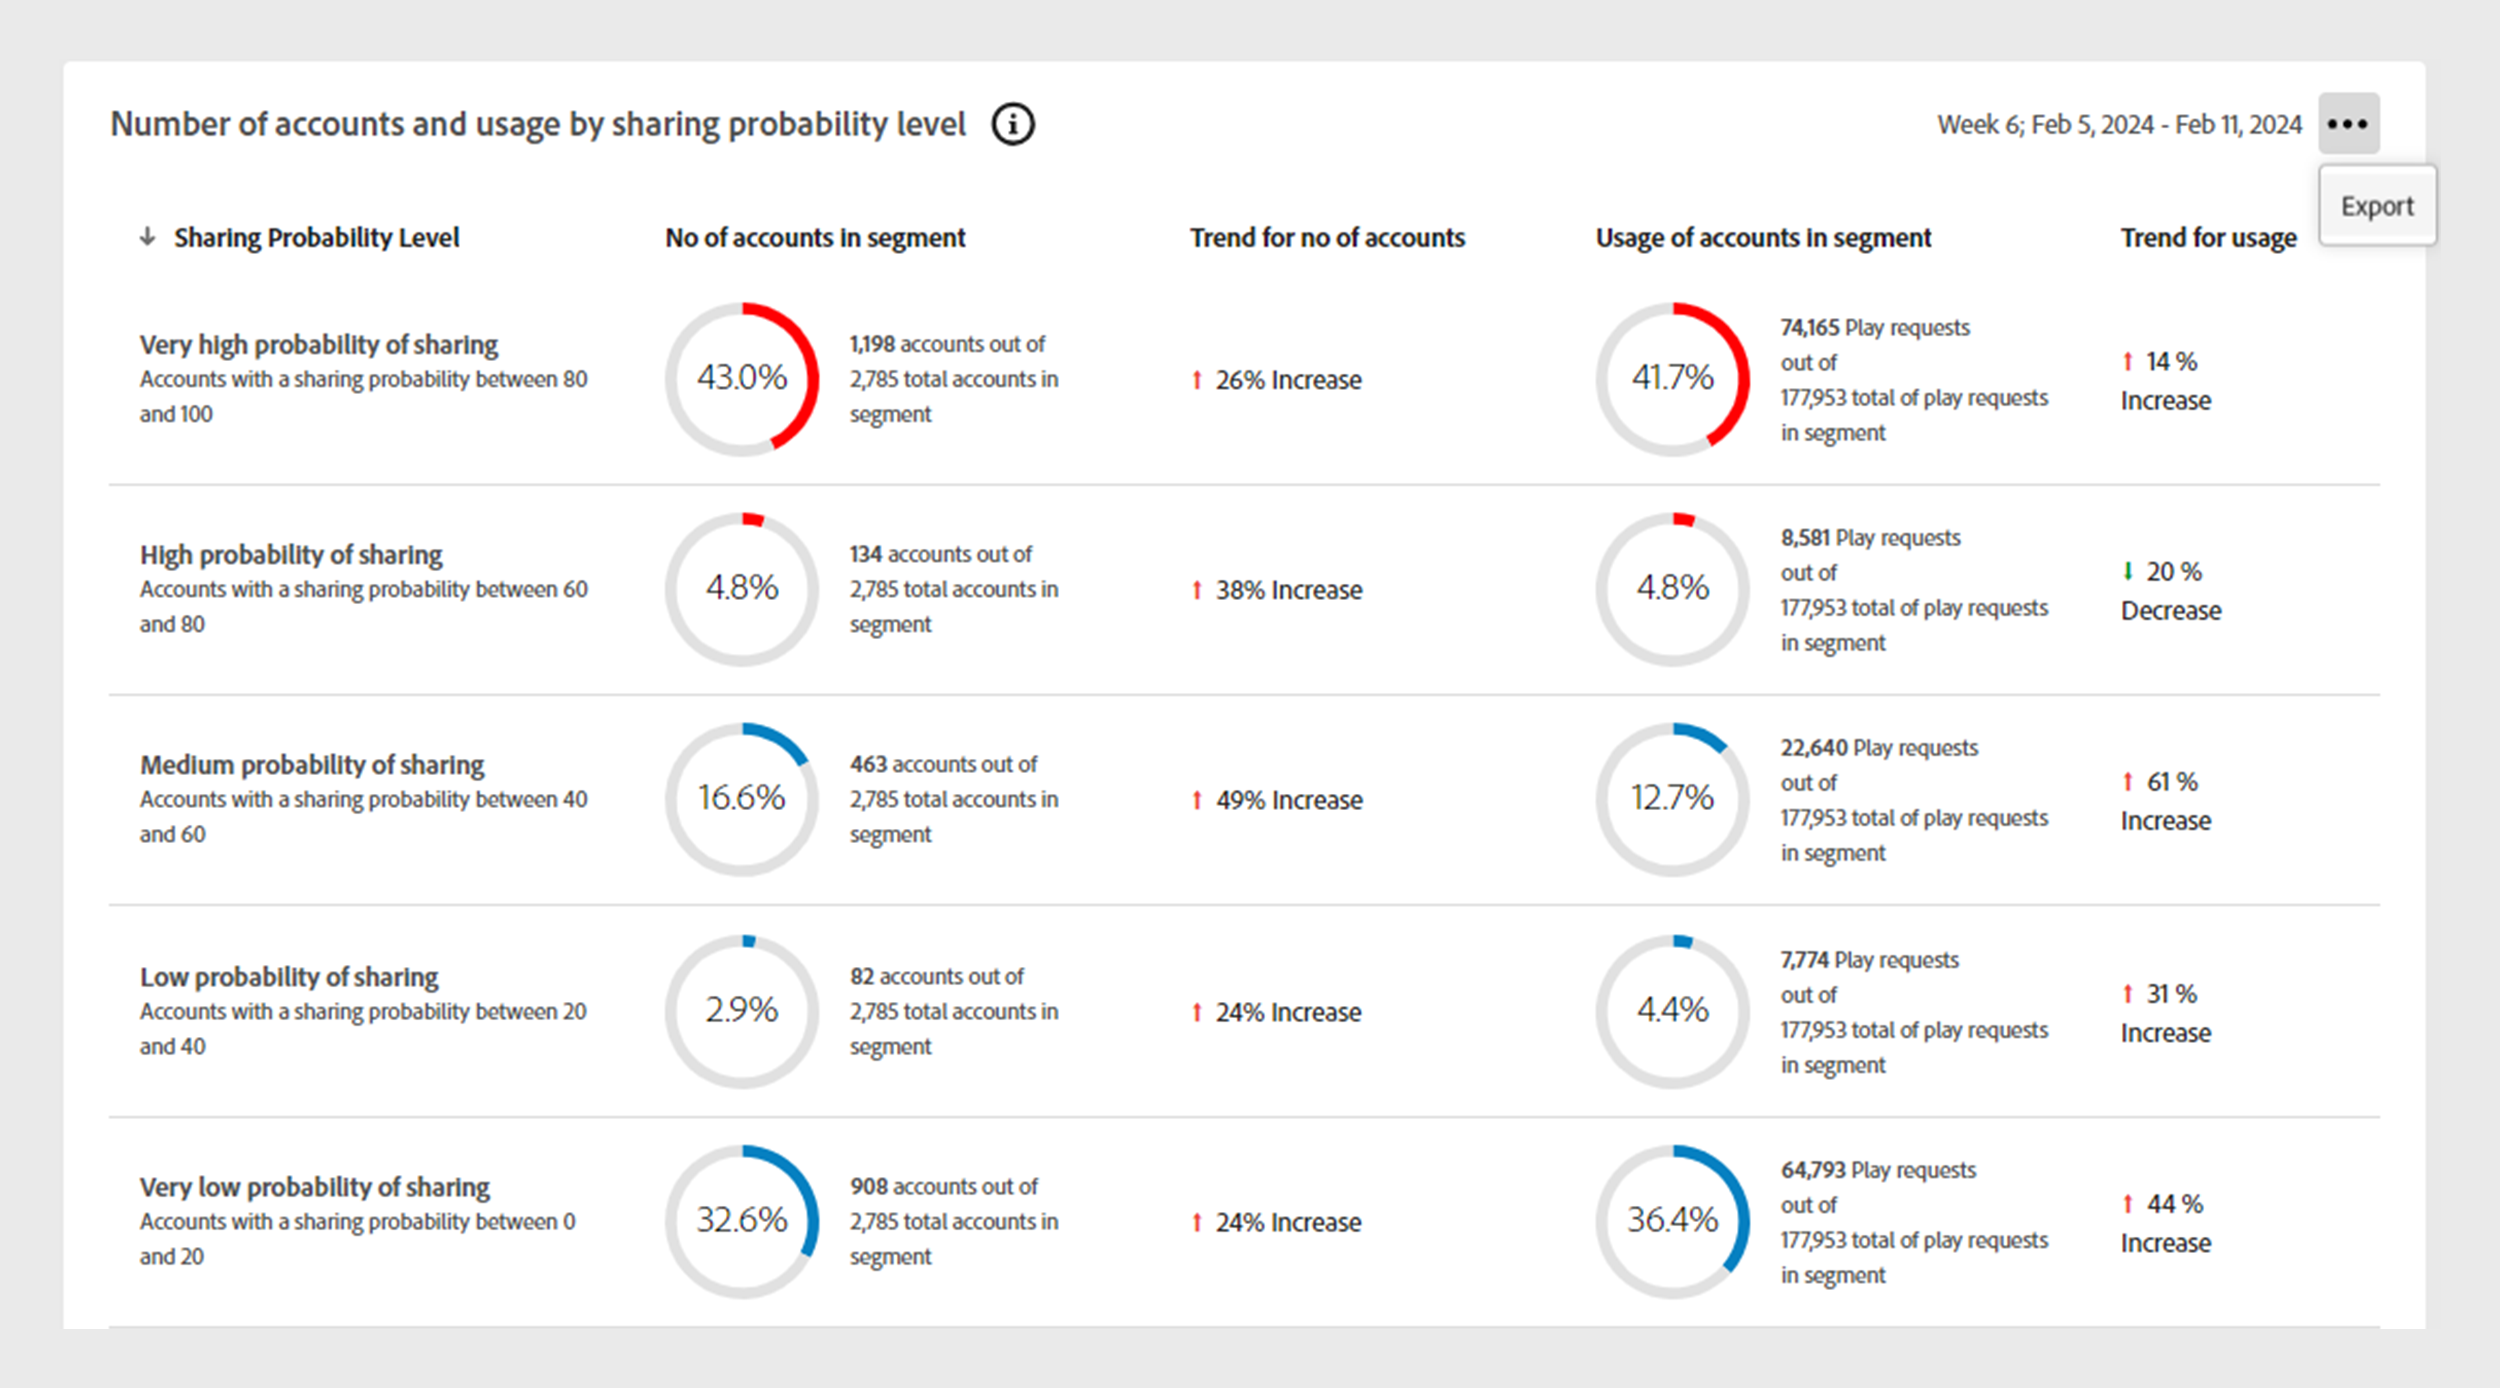 Number of accounts and usage by sharing probability level
Week 6; Feb 5, 2024 - Feb 11, 2024
Export
Sharing Probability Level
No of accounts in segment
Trend for no of accounts
Usage of accounts in segment
Trend for usage
Very high probability of sharing
Accounts with a sharing probability between 80
and 100
43.0%
1,198 accounts out of
2,785 total accounts in
segment
26% Increase
41.7%
74,165 Play requests
out of
177,953 total of play requests
in segment
14 %
Increase
High probability of sharing
Accounts with a sharing probability between 60
and 80
4.8%
134 accounts out of
2,785 total accounts in
segment
38% Increase
4.8%
8,581 Play requests
out of
177,953 total of play requests
in segment
20 %
Decrease
Medium probability of sharing
Accounts with a sharing probability between 40
and 60
16.6%
463 accounts out of
2,785 total accounts in
segment
49% Increase
12.7%
22,640 Play requests
out of
177,953 total of play requests
in segment
61 %
Increase
Low probability of sharing
Accounts with a sharing probability between 20
and 40
2.9%
82 accounts out of
2,785 total accounts in
segment
24% Increase
4.4%
7,774 Play requests
out of
177,953 total of play requests
in segment
31 %
Increase
Very low probability of sharing
Accounts with a sharing probability between 0
and 20
32.6%
908 accounts out of
2,785 total accounts in
segment
24% Increase
36.4%
64,793 Play requests
out of
177,953 total of play requests
in segment
44 %
Increase